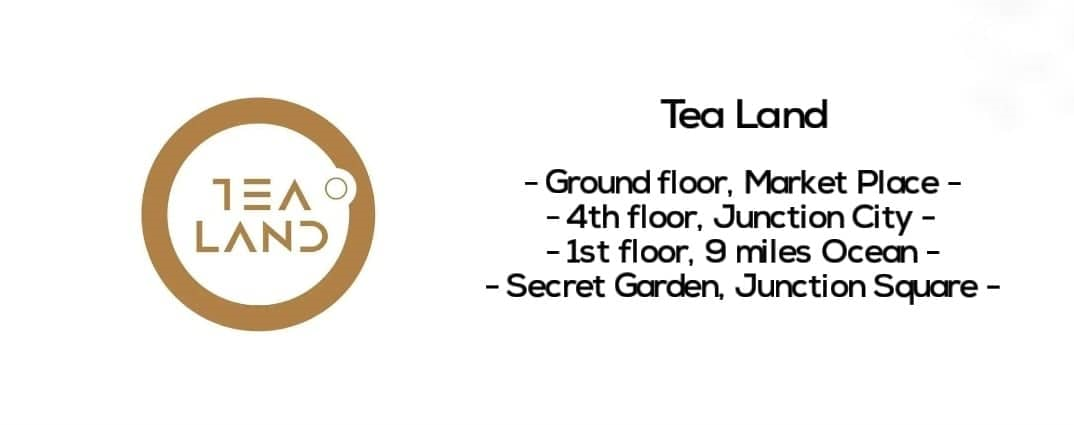 TEA
LAND
Tea Land
- Ground floor, Market Place -
- 4th floor, Junction City -
- 1st floor, 9 miles Ocean -
- Secret Garden, Junction Square -